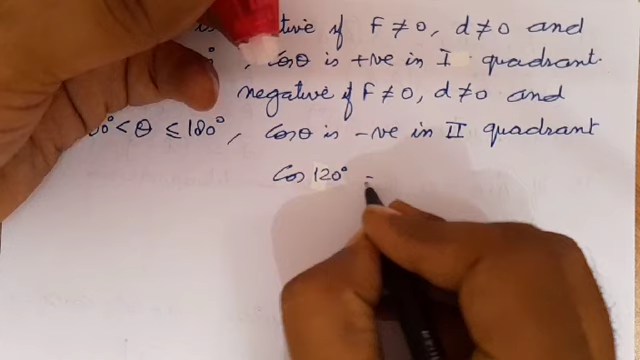 if F ≠ 0, d ≠ 0 and
, cosθ is +ve in I quadrant.
negative if F ≠ 0, d ≠ 0 and
0° < θ ≤ 180°, cosθ is -ve in II quadrant
Cos 120° =